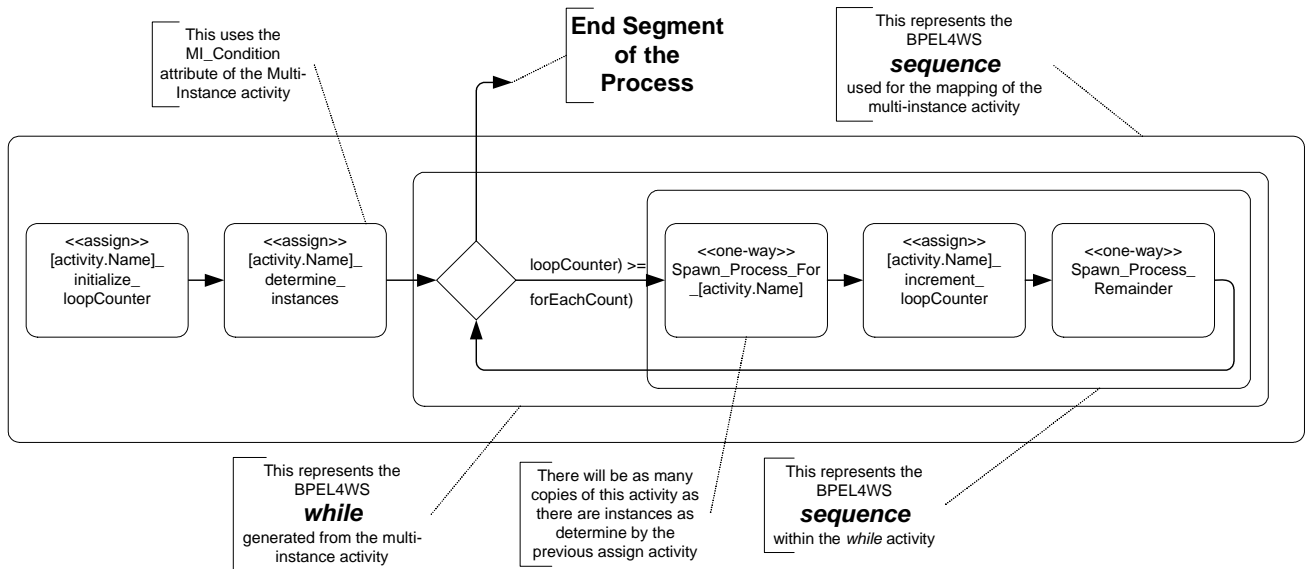 This uses the
MI_Condition
attribute of the Multi-
Instance activity
End Segment
of the
Process
This represents the
BPEL4WS
sequence
used for the mapping of the
multi-instance activity
<<assign>>
[activity.Name]_
initialize_
loopCounter
<<assign>>
[activity.Name]_
determine_
instances
loopCounter) >=
forEachCount)
<<one-way>>
Spawn_Process_For
_[activity.Name]
<<assign>>
[activity.Name]_
increment_
loopCounter
<<one-way>>
Spawn_Process_
Remainder
This represents the
BPEL4WS
while
generated from the multi-
instance activity
There will be as many
copies of this activity as
there are instances as
determine by the
previous assign activity
This represents the
BPEL4WS
sequence
within the while activity